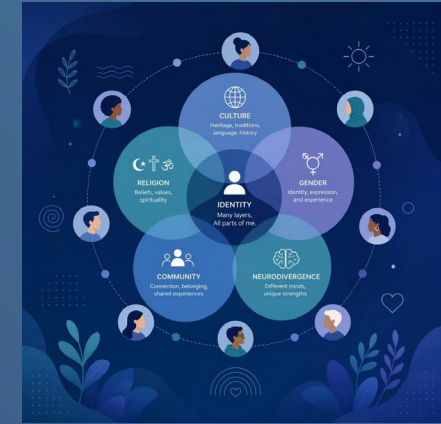 CULTURE
Heritage, traditions,
language, history
RELIGION
Beliefs, values,
spirituality
GENDER
Identity, expression,
and experience
IDENTITY
Many layers.
All parts of me.
COMMUNITY
Connection, belonging,
shared experiences
NEURODIVERGENCE
Different minds,
unique strengths